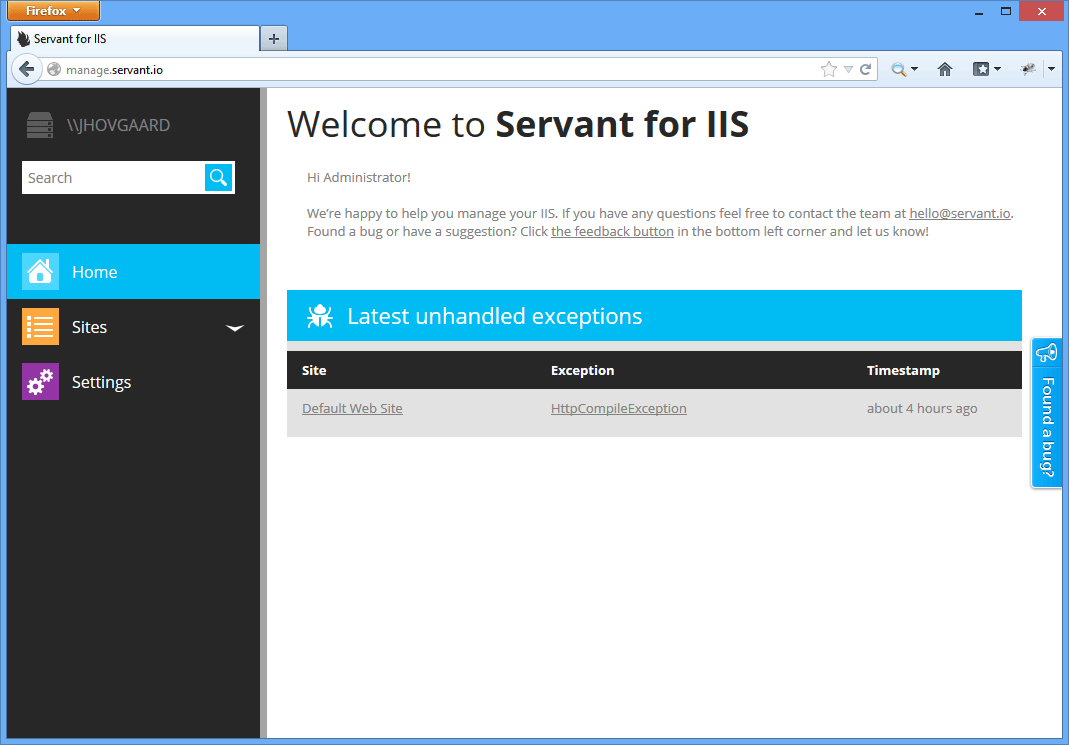 Firefox
Servant for IIS
manage.servant.io
\\JHOVGAARD
Search
Home
Sites
Settings
Welcome to Servant for IIS
Hi Administrator!
We're happy to help you manage your IIS. If you have any questions feel free to contact the team at hello@servant.io.
Found a bug or have a suggestion? Click the feedback button in the bottom left corner and let us know!
Latest unhandled exceptions
Site Exception Timestamp
Default Web Site HttpCompileException about 4 hours ago
Found a bug?